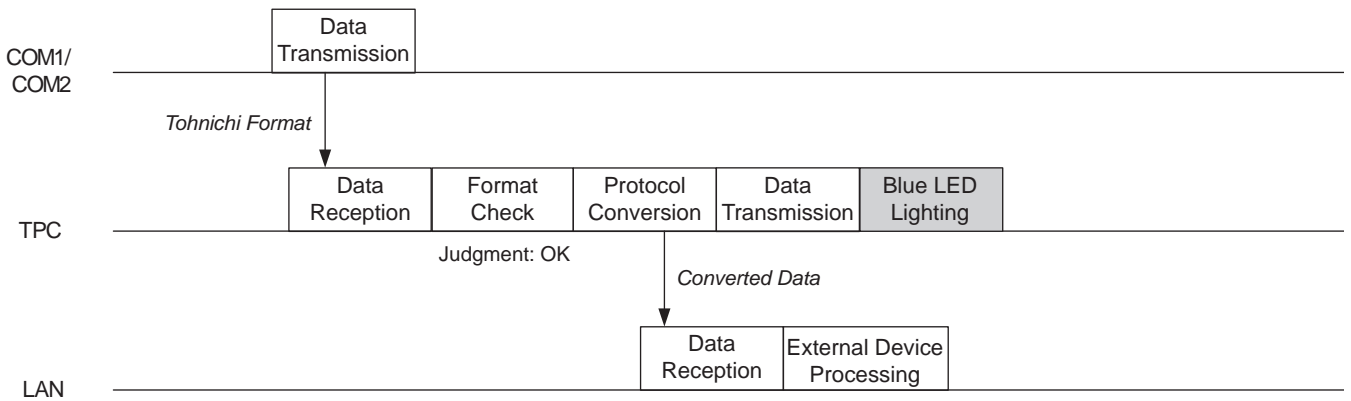 Data
Transmission
COM1/
COM2
Tohnichi Format
Data
Reception
Format
Check
Protocol
Conversion
Data
Transmission
Blue LED
Lighting
TPC
Judgment: OK
Converted Data
Data
Reception
External Device
Processing
LAN